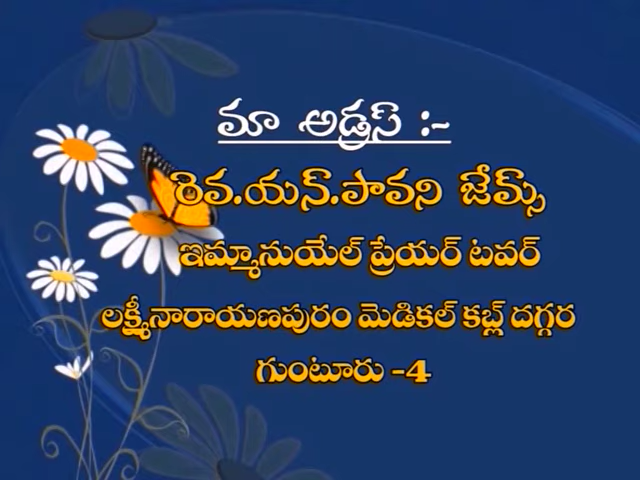 మా అడ్రస్ :-
రెవ.యన్.పావని జేమ్స్
ఇమ్మానుయేల్ ప్రేయర్ టవర్
లక్ష్మీనారాయణపురం మెడికల్ కబ్ల్ దగ్గర
గుంటూరు -4